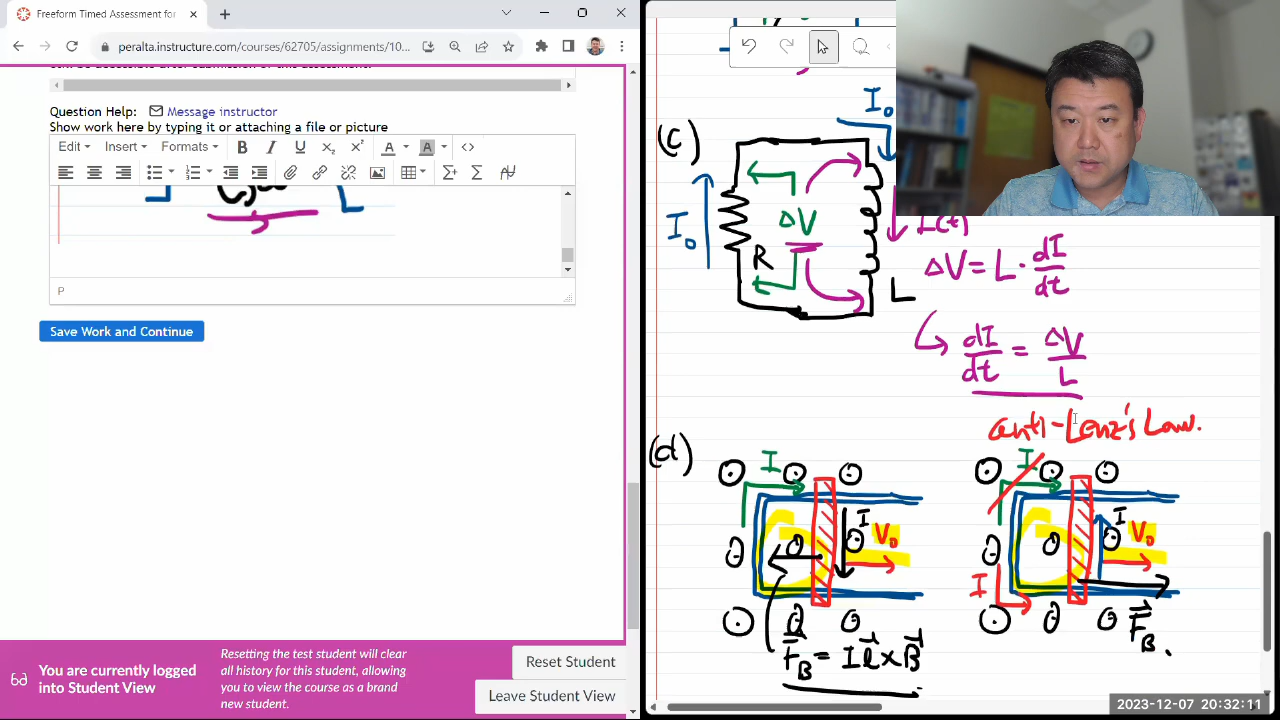 Freeform Timed Assessment for
peralta.instructure.com/courses/62705/assignments/10...
Question Help: Message instructor
Show work here by typing it or attaching a file or picture
Edit Insert Formats B I U x₂ x² A A <>
P
Save Work and Continue
You are currently logged into Student View
Resetting the test student will clear
all history for this student, allowing
you to view the course as a brand
new student.
Reset Student
Leave Student View
(c)
I₀
I₀
ΔV
R
L
L(t)
ΔV = L · dI/dt
dI/dt = ΔV/L
anti-Lenz's Law.
(d)
I
I
V₀
F_B = I l × B
I
I
V₀
I
F_B.
2023-12-07 20:32:11